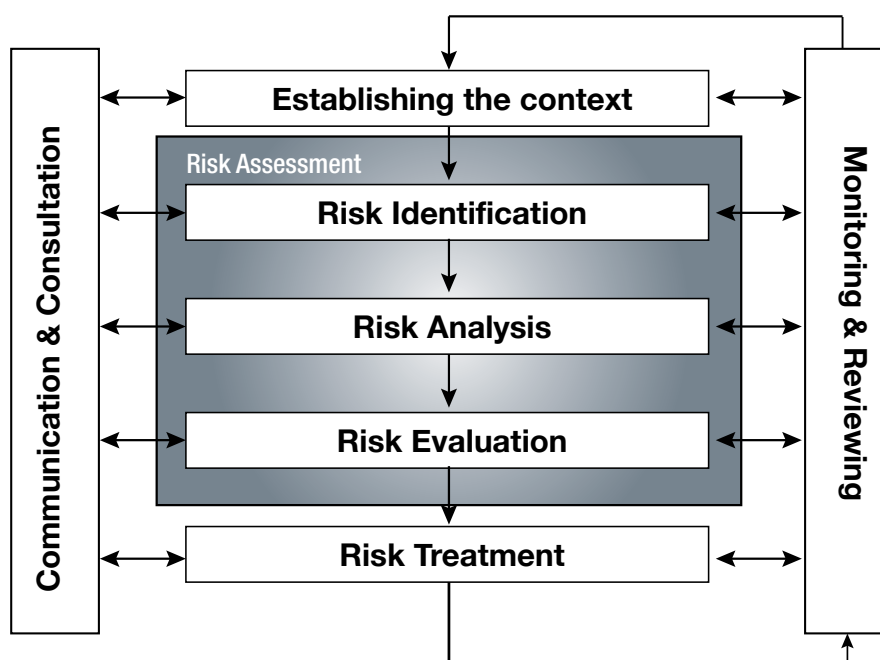 Establishing the context
Risk Assessment
Risk Identification
Risk Analysis
Risk Evaluation
Risk Treatment
Communication & Consultation
Monitoring & Reviewing